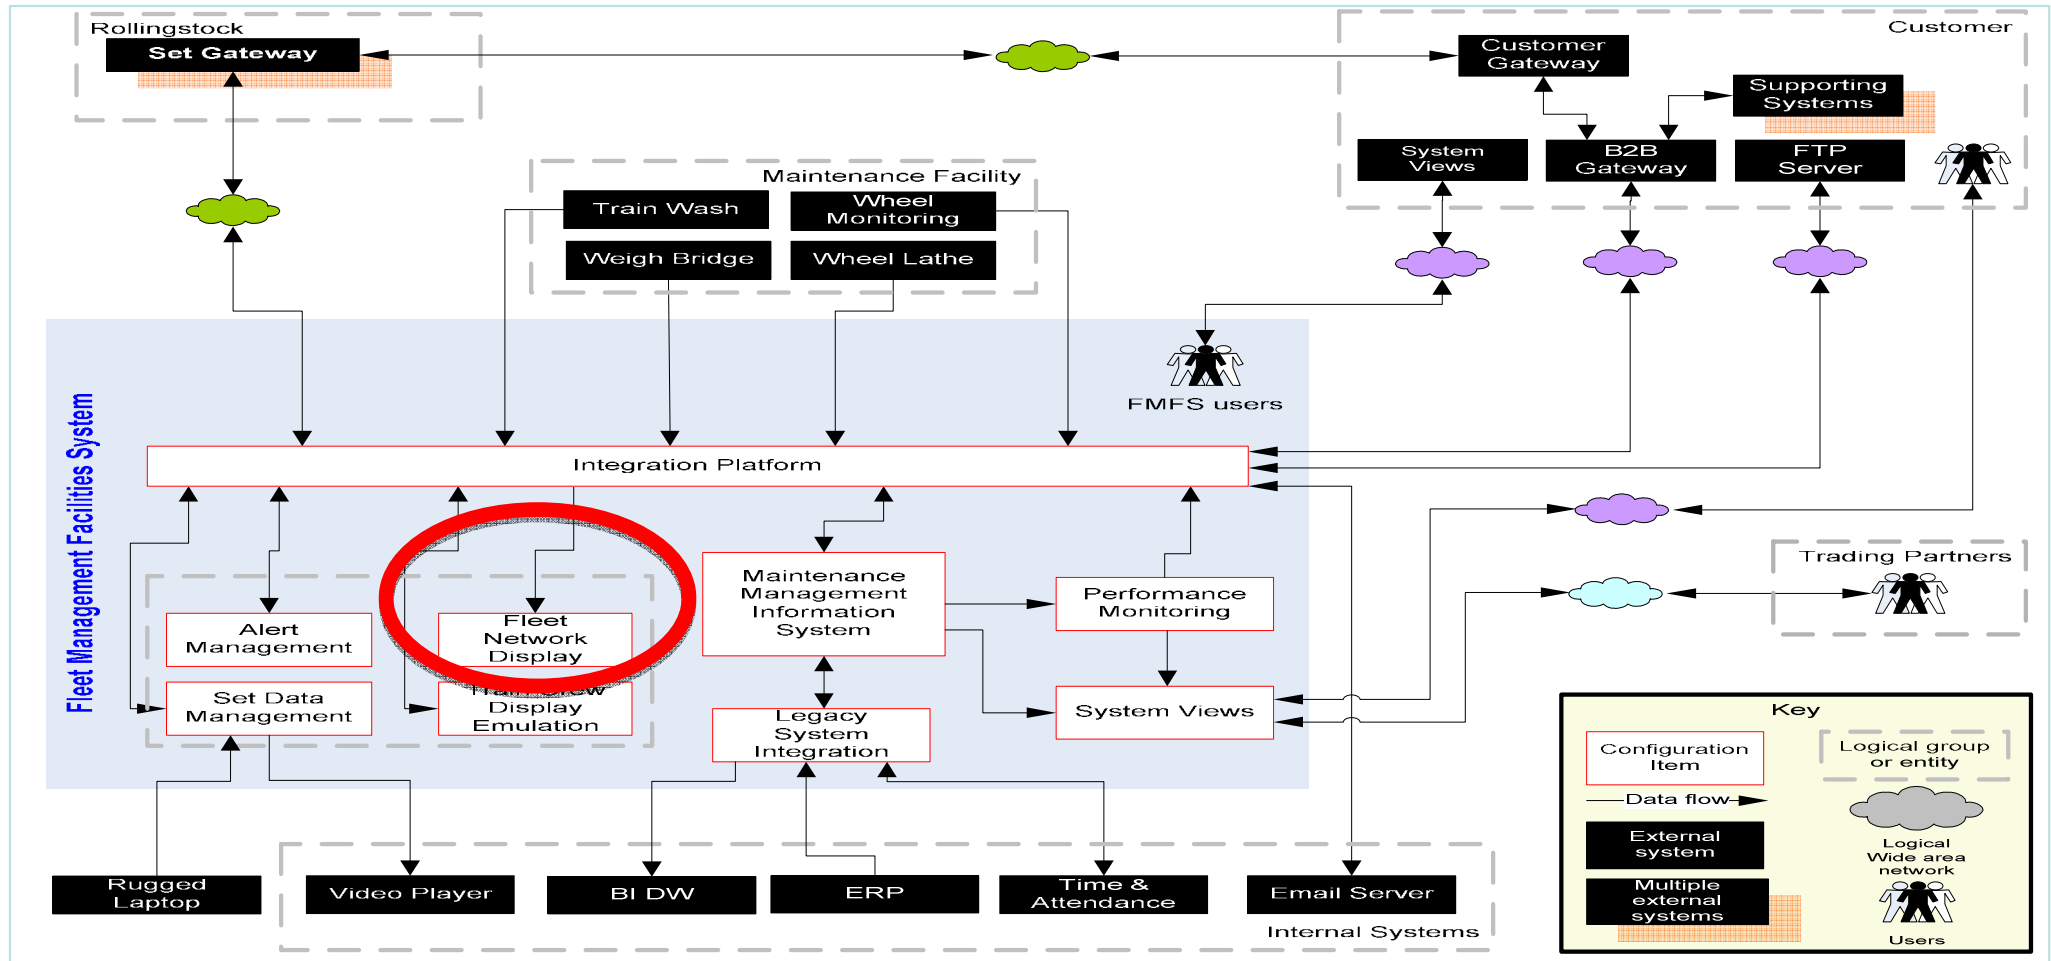 Rollingstock
Set Gateway
Customer
Customer
Gateway
Supporting
Systems
System
Views
B2B
Gateway
FTP
Server
Maintenance Facility
Train Wash
Wheel
Monitoring
Weigh Bridge
Wheel Lathe
FMFS users
Fleet Management Facilities System
Integration Platform
Alert
Management
Fleet
Network
Display
Set Data
Management
Display
Emulation
Maintenance
Management
Information
System
Performance
Monitoring
Legacy
System
Integration
System Views
Trading Partners
Rugged
Laptop
Video Player
BI DW
ERP
Time &
Attendance
Email Server
Internal Systems
Key
Configuration
Item
Logical group
or entity
Data flow
External
system
Logical
Wide area
network
Multiple
external
systems
Users